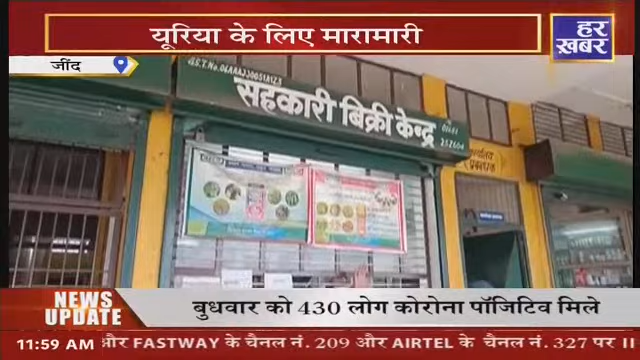 यूरिया के लिए मारामारी
हर
ख़बर
जींद
सहकारी बिक्री केन्द्र
NEWS
UPDATE
बुधवार को 430 लोग कोरोना पॉजिटिव मिले
11:59 AM और FASTWAY के चैनल नं. 209 और AIRTEL के चैनल नं. 327 पर